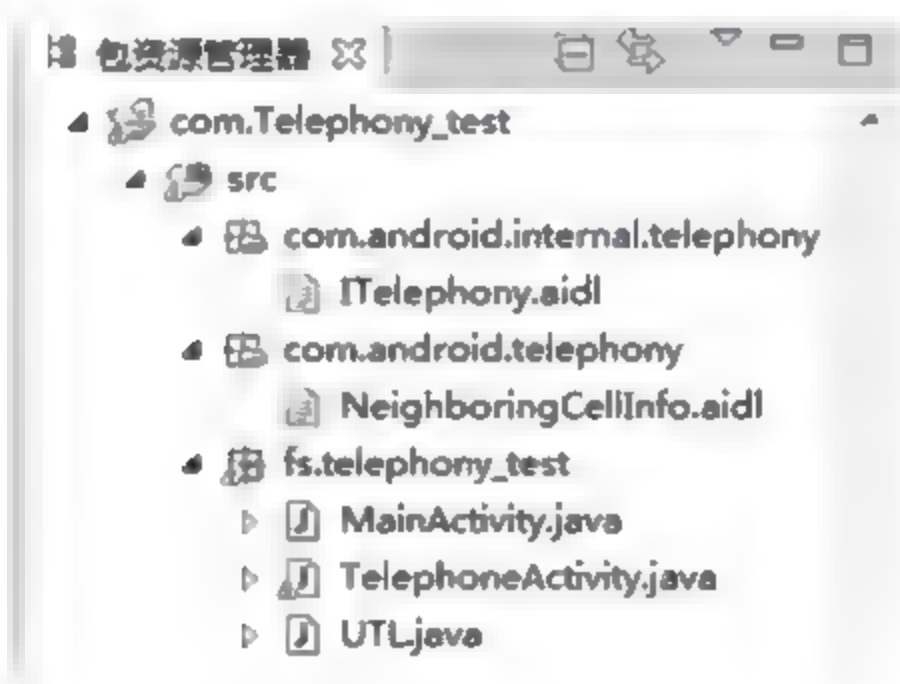 包资源管理器
com.Telephony_test
src
com.android.internal.telephony
ITelephony.aidl
com.android.telephony
NeighboringCellInfo.aidl
fs.telephony_test
MainActivity.java
TelephoneActivity.java
UTL.java